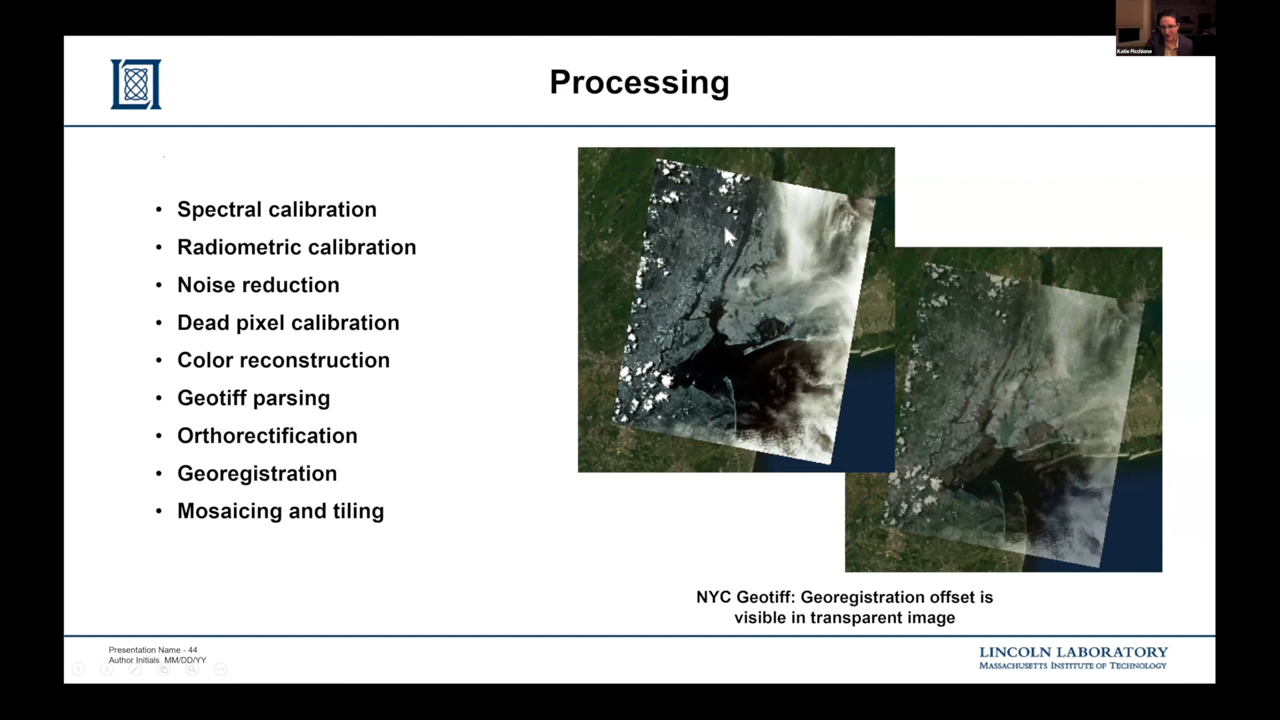 Katie Picchione
Processing
• Spectral calibration
• Radiometric calibration
• Noise reduction
• Dead pixel calibration
• Color reconstruction
• Geotiff parsing
• Orthorectification
• Georegistration
• Mosaicing and tiling
NYC Geotiff: Georegistration offset is
visible in transparent image
Presentation Name - 44
Author Initials MM/DD/YY
LINCOLN LABORATORY
MASSACHUSETTS INSTITUTE OF TECHNOLOGY